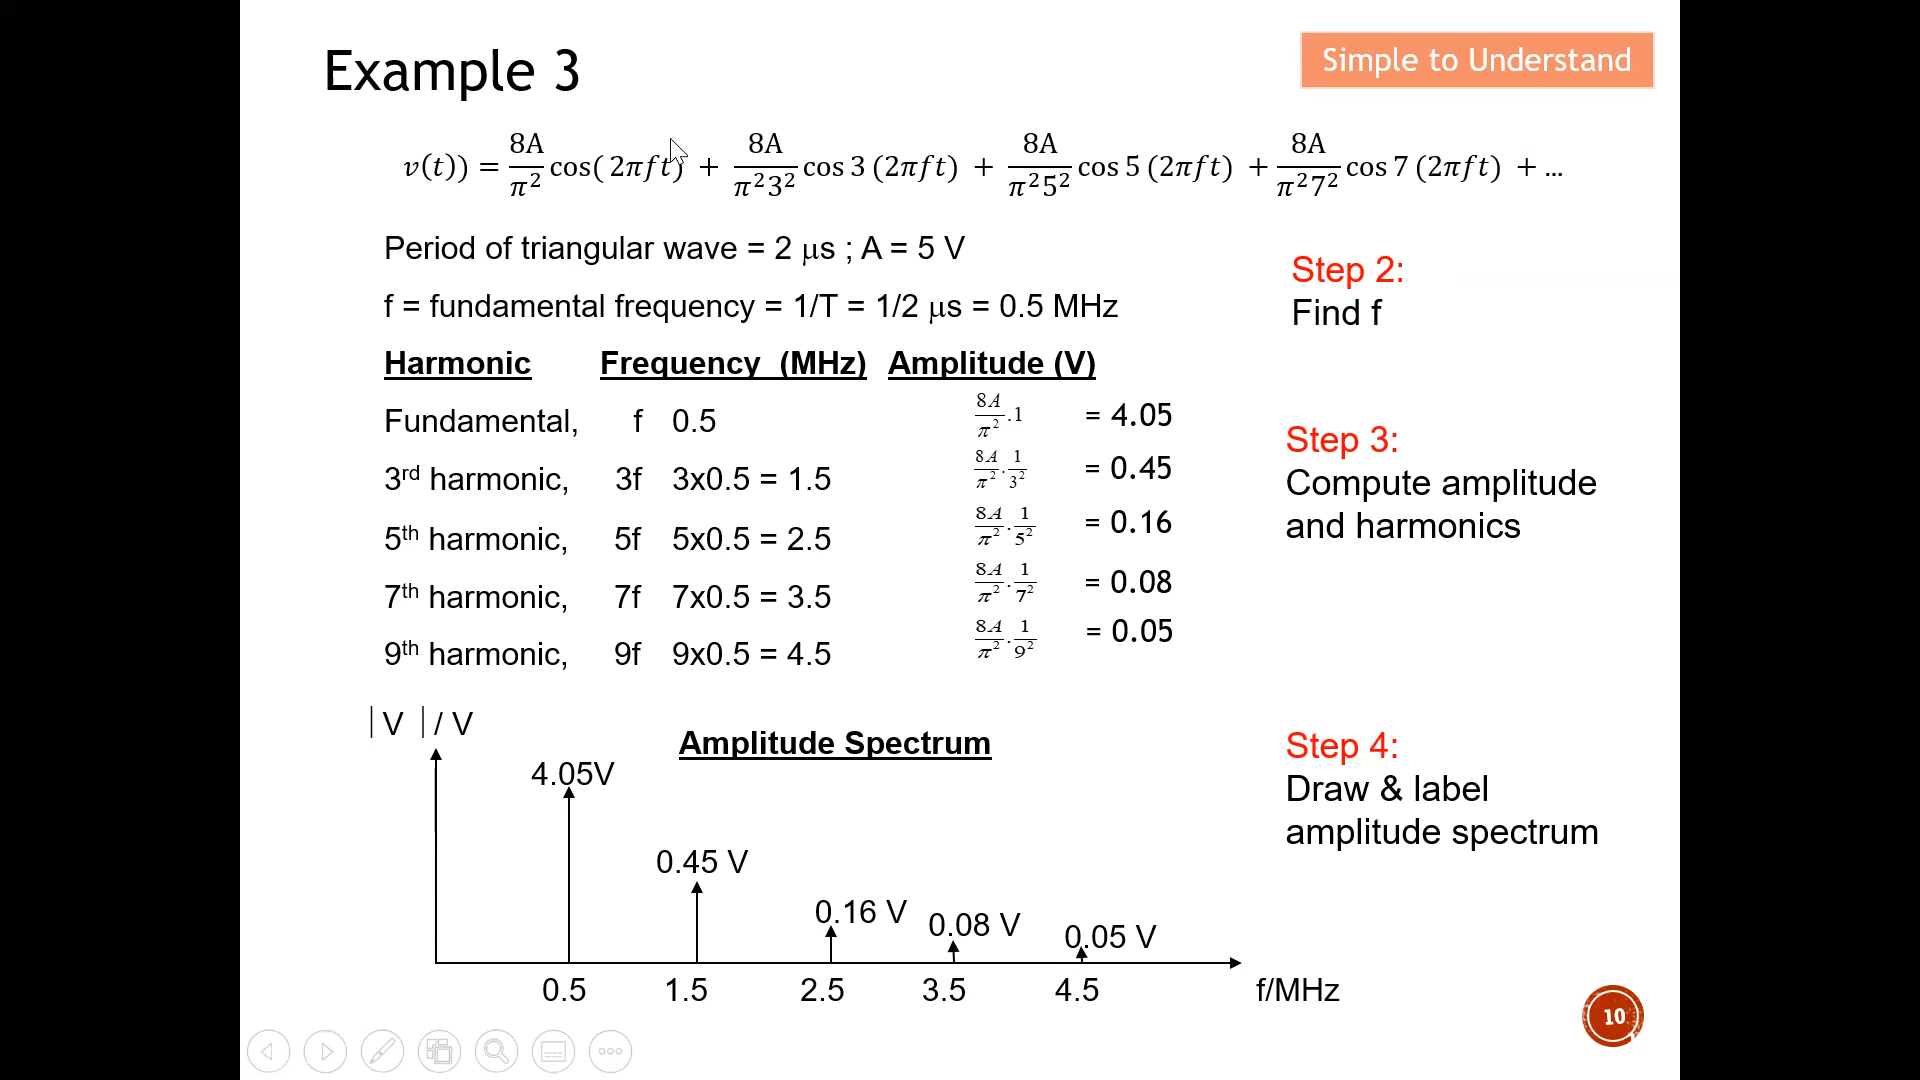 Example 3
Simple to Understand
v(t)) = 8A/π² cos( 2πft) + 8A/π²3² cos 3 (2πft) + 8A/π²5² cos 5 (2πft) + 8A/π²7² cos 7 (2πft) + ...
Period of triangular wave = 2 μs ; A = 5 V
Step 2:
Find f
f = fundamental frequency = 1/T = 1/2 μs = 0.5 MHz
Harmonic Frequency (MHz) Amplitude (V)
Fundamental, f 0.5 8A/π² .1 = 4.05
3rd harmonic, 3f 3x0.5 = 1.5 8A/π² . 1/3² = 0.45
5th harmonic, 5f 5x0.5 = 2.5 8A/π² . 1/5² = 0.16
7th harmonic, 7f 7x0.5 = 3.5 8A/π² . 1/7² = 0.08
9th harmonic, 9f 9x0.5 = 4.5 8A/π² . 1/9² = 0.05
Step 3:
Compute amplitude
and harmonics
|V | / V
Amplitude Spectrum
4.05V
0.45 V
0.16 V
0.08 V
0.05 V
0.5 1.5 2.5 3.5 4.5 f/MHz
Step 4:
Draw & label
amplitude spectrum
10